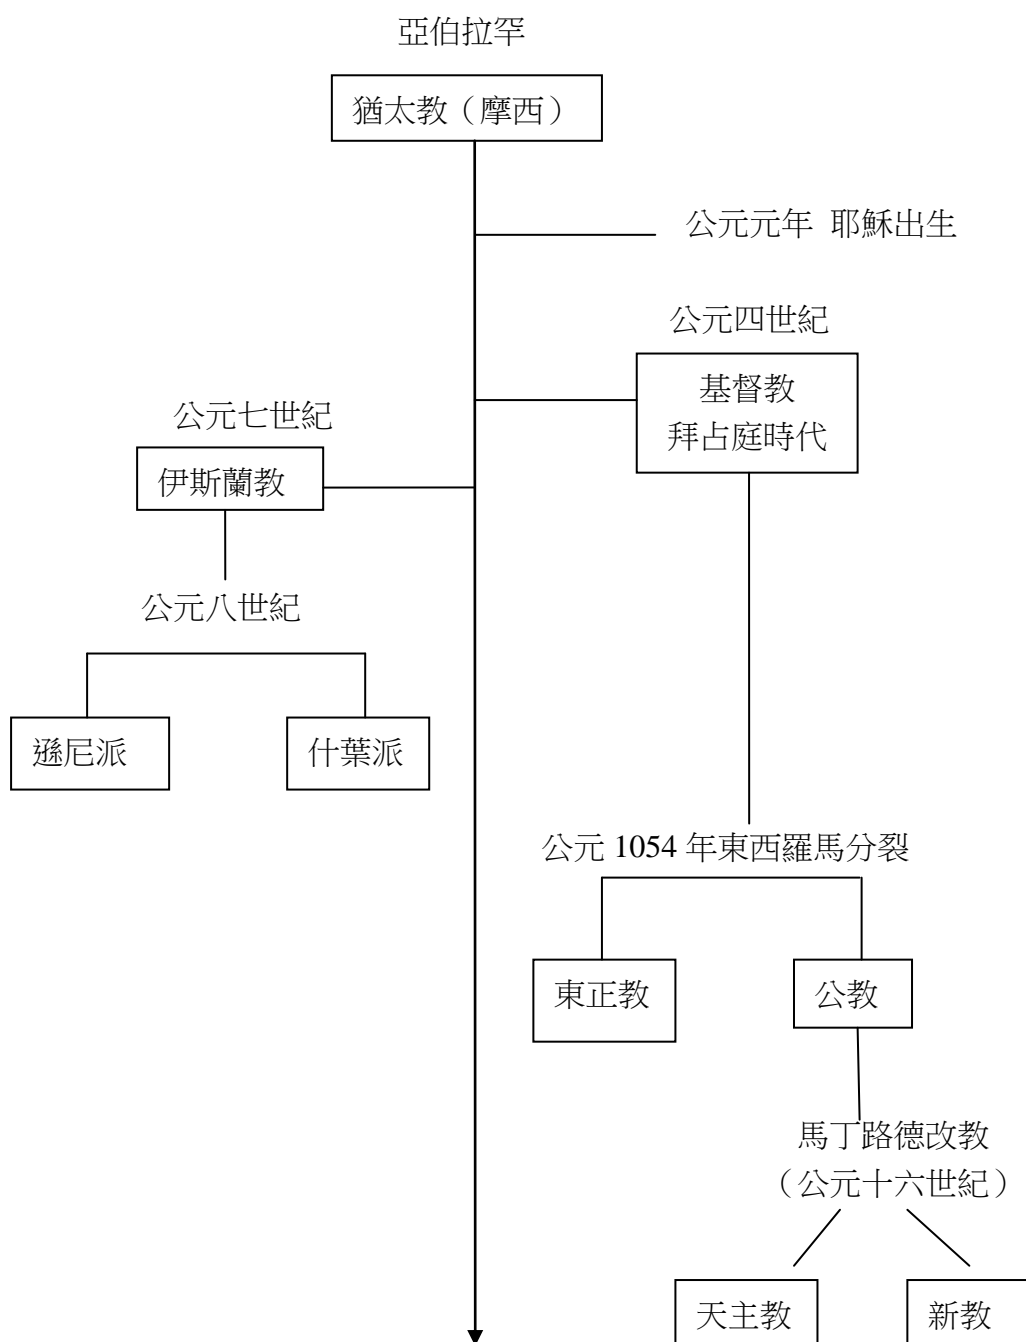 亞伯拉罕
猶太教（摩西）
公元元年 耶穌出生
公元四世紀
基督教
拜占庭時代
公元七世紀
伊斯蘭教
公元八世紀
遜尼派
什葉派
公元 1054 年東西羅馬分裂
東正教
公教
馬丁路德改教
（公元十六世紀）
天主教
新教